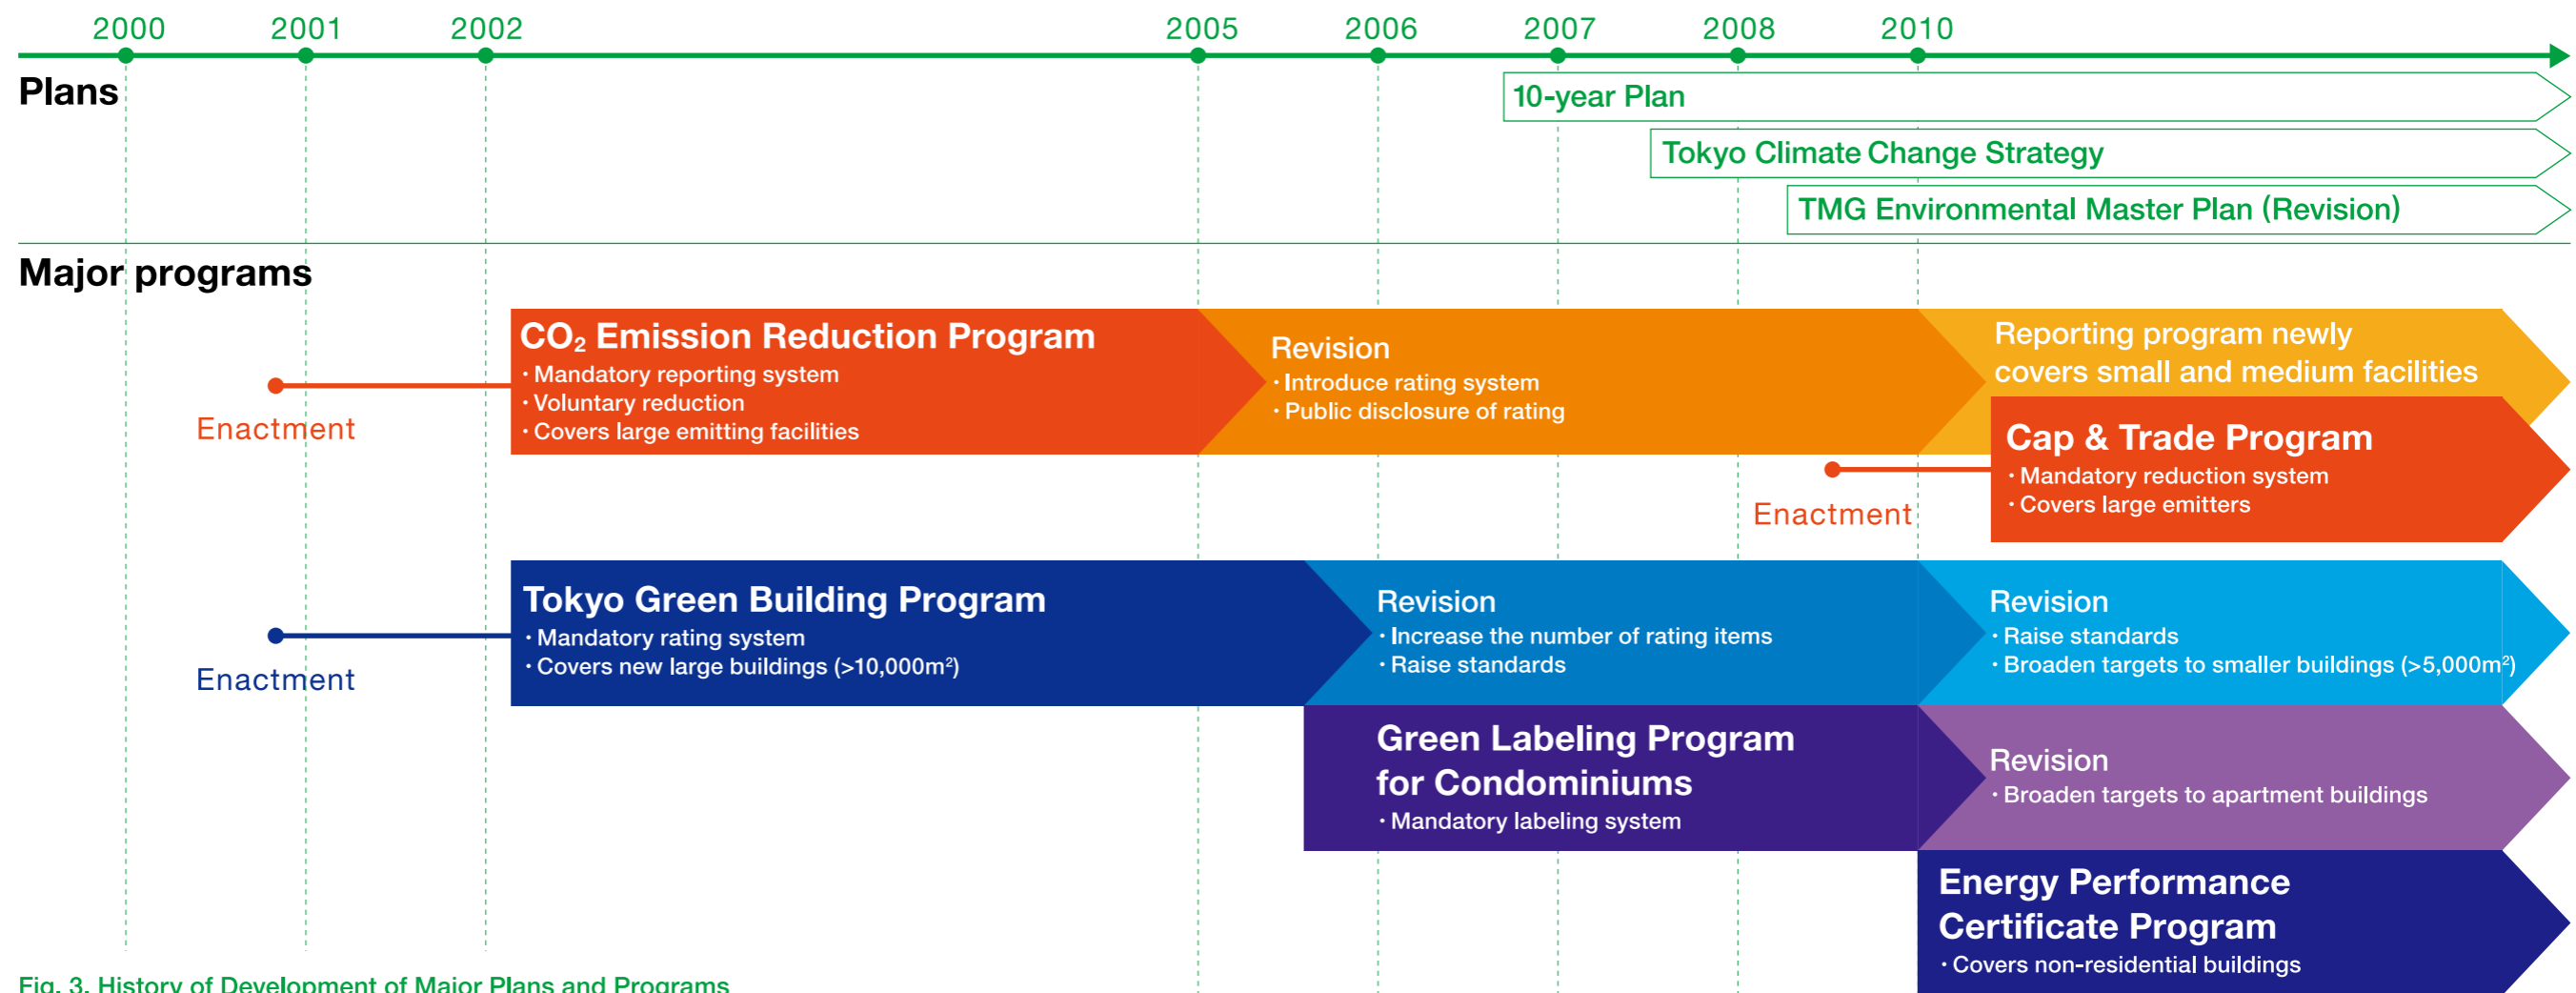 2000 2001 2002 2005 2006 2007 2008 2010
Plans
10-year Plan
Tokyo Climate Change Strategy
TMG Environmental Master Plan (Revision)
Major programs
CO₂ Emission Reduction Program
・Mandatory reporting system
・Voluntary reduction
・Covers large emitting facilities
Enactment
Revision
・Introduce rating system
・Public disclosure of rating
Reporting program newly
covers small and medium facilities
Cap & Trade Program
・Mandatory reduction system
・Covers large emitters
Enactment
Tokyo Green Building Program
・Mandatory rating system
・Covers new large buildings (>10,000m²)
Enactment
Revision
・Increase the number of rating items
・Raise standards
Revision
・Raise standards
・Broaden targets to smaller buildings (>5,000m²)
Green Labeling Program
for Condominiums
・Mandatory labeling system
Revision
・Broaden targets to apartment buildings
Energy Performance
Certificate Program
・Covers non-residential buildings
Fig. 3. History of Development of Major Plans and Programs